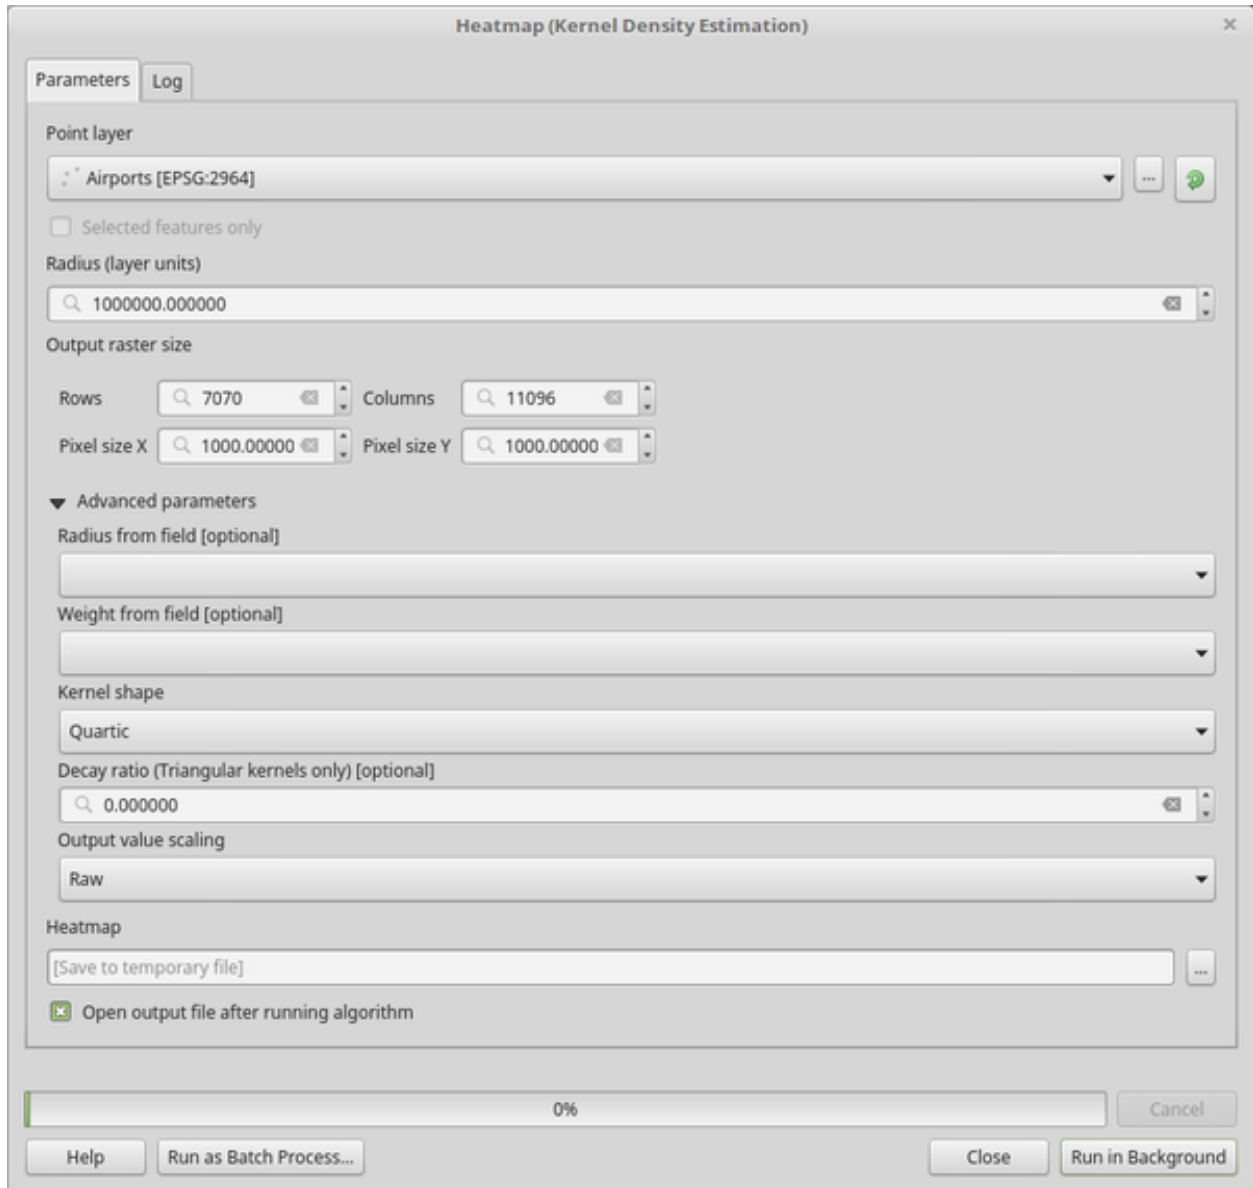 Heatmap (Kernel Density Estimation)
Parameters Log
Point layer
Airports [EPSG:2964] ...
Selected features only
Radius (layer units)
1000000.000000
Output raster size
Rows 7070 Columns 11096
Pixel size X 1000.00000 Pixel size Y 1000.00000
Advanced parameters
Radius from field [optional]
Weight from field [optional]
Kernel shape
Quartic
Decay ratio (Triangular kernels only) [optional]
0.000000
Output value scaling
Raw
Heatmap
[Save to temporary file] ...
Open output file after running algorithm
0% Cancel
Help Run as Batch Process... Close Run in Background